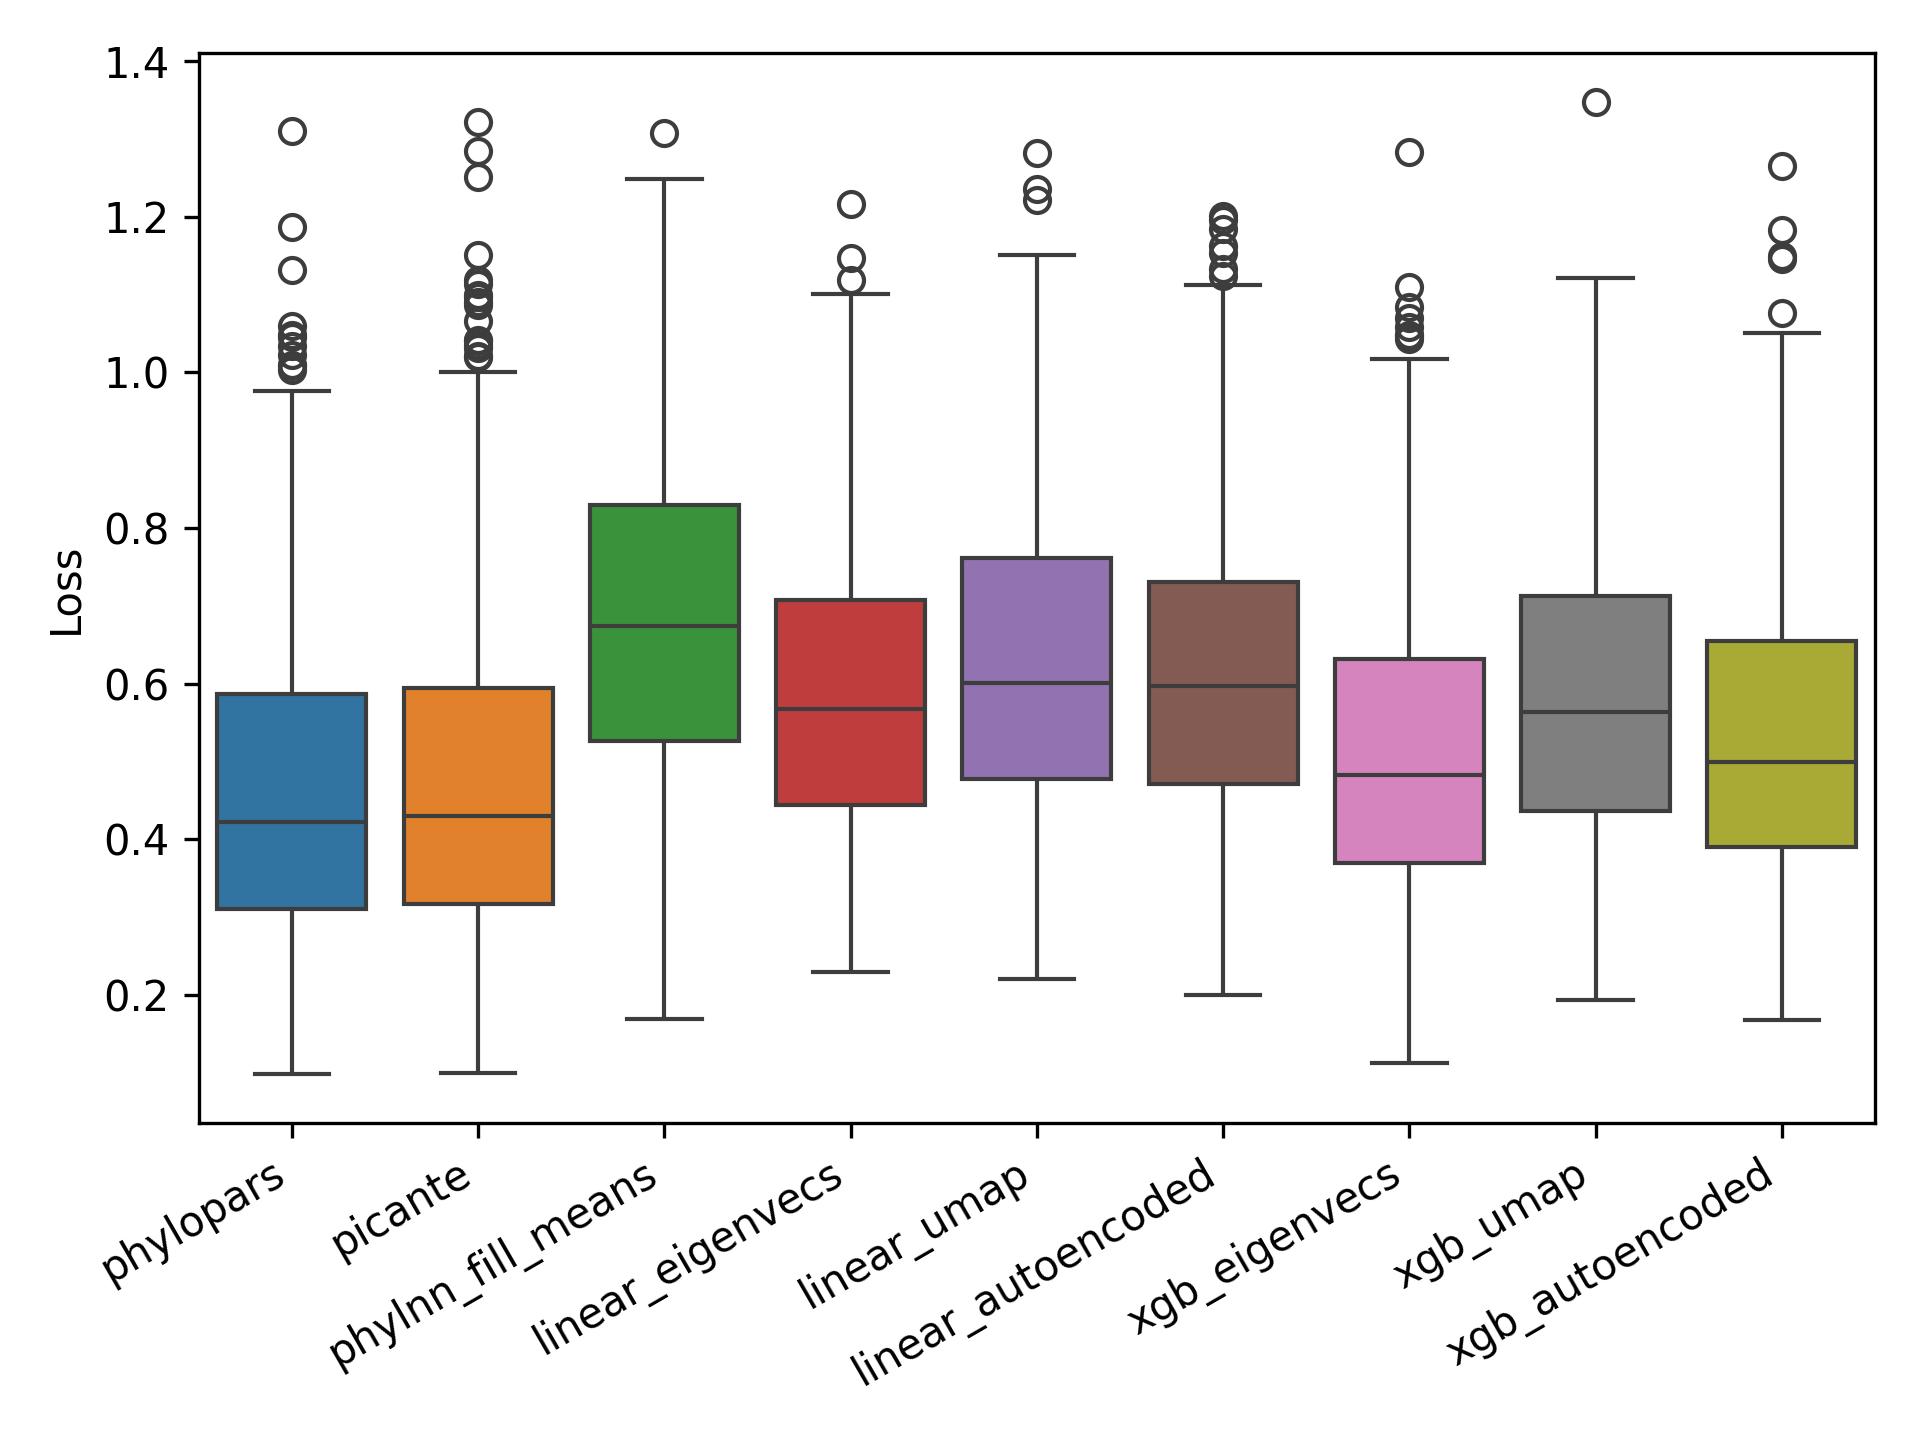 1.4
1.2
1.0
0.8
0.6
0.4
0.2
Loss
phylopars
picante
phylnn_fill_means
linear_eigenvecs
linear_umap
linear_autoencoded
xgb_eigenvecs
xgb_umap
xgb_autoencoded